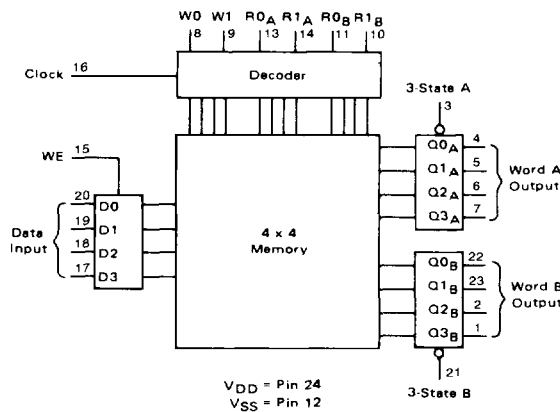 W0 W1 R0A R1A R0B R1B
8 9 13 14 11 10
Clock 16
Decoder
3-State A
3
WE 15
Q0A 4
Q1A 5
Q2A 6
Q3A 7
Word A
Output
Data
Input
20 D0
19 D1
18 D2
17 D3
4 x 4
Memory
Q0B 22
Q1B 23
Q2B 2
Q3B 1
Word B
Output
21
3-State B
VDD = Pin 24
VSS = Pin 12